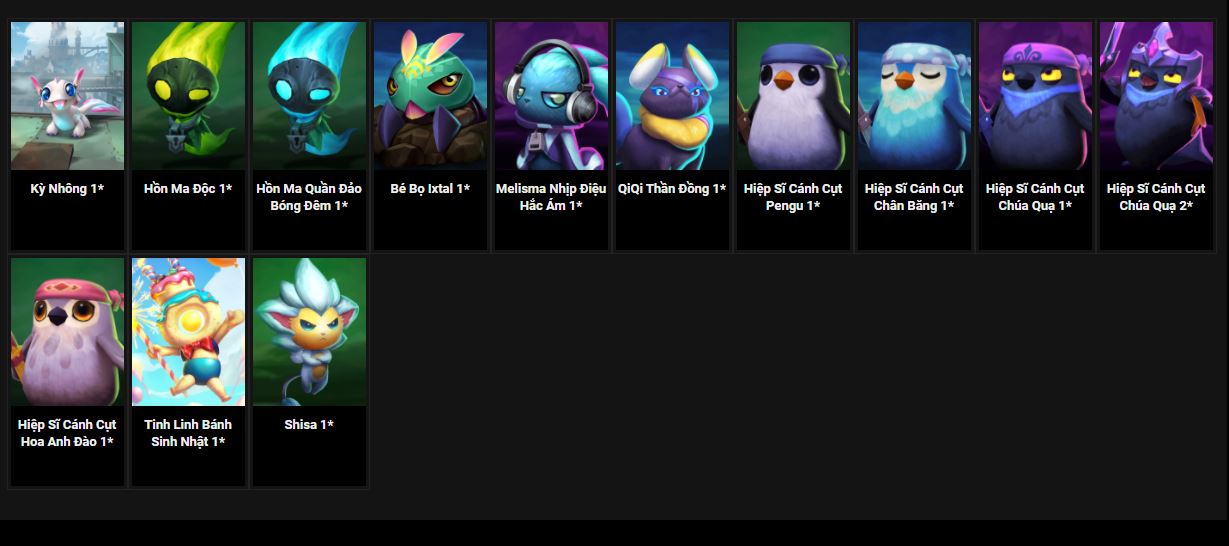 Kỳ Nhông 1*
Hồn Ma Độc 1*
Hồn Ma Quần Đảo
Bóng Đêm 1*
Bé Bọ Ixtal 1*
Melisma Nhịp Điệu
Hắc Ám 1*
QiQi Thần Đồng 1*
Hiệp Sĩ Cánh Cụt
Pengu 1*
Hiệp Sĩ Cánh Cụt
Chân Băng 1*
Hiệp Sĩ Cánh Cụt
Chúa Quạ 1*
Hiệp Sĩ Cánh Cụt
Chúa Quạ 2*
Hiệp Sĩ Cánh Cụt
Hoa Anh Đào 1*
Tinh Linh Bánh
Sinh Nhật 1*
Shisa 1*